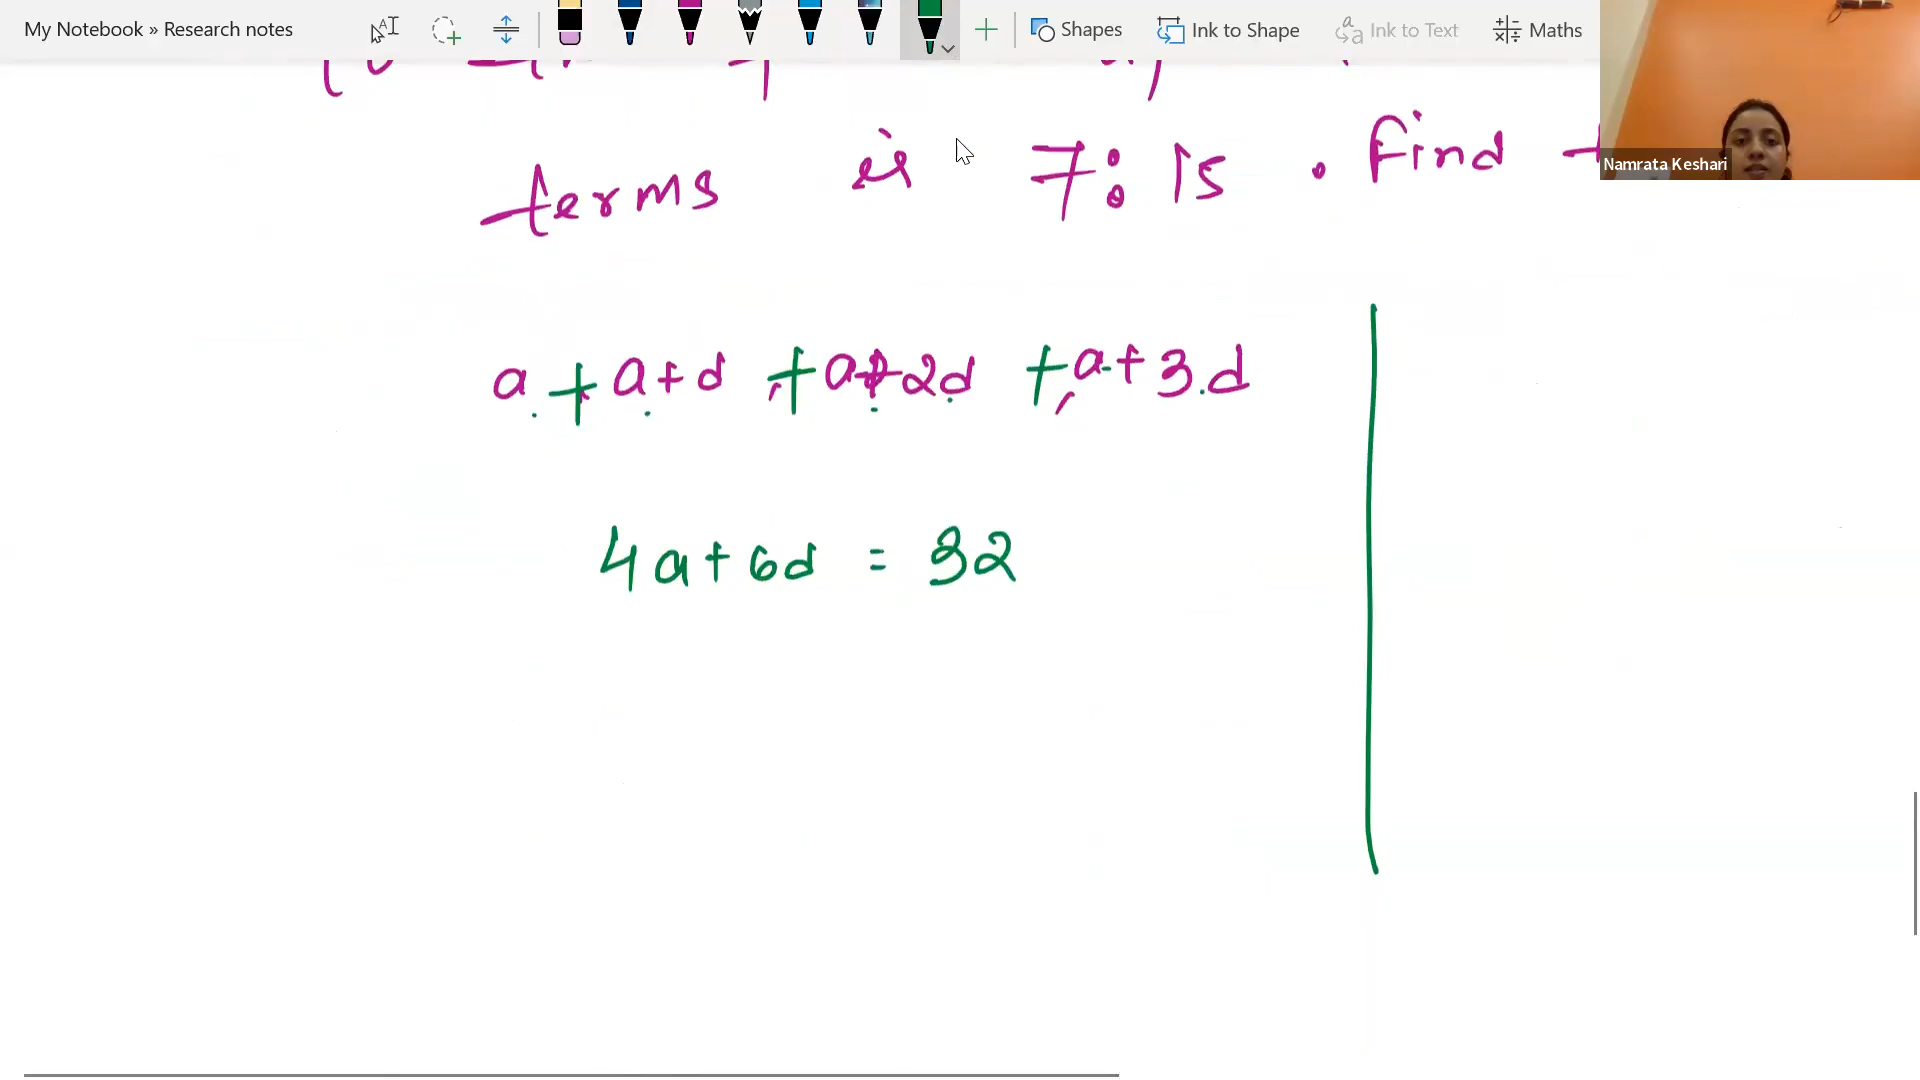 My Notebook » Research notes
Shapes
Ink to Shape
Ink to Text
Maths
Namrata Keshari
terms is 7:15 . Find
a + a+d , + a+2d , + a+3d
4a+6d = 32